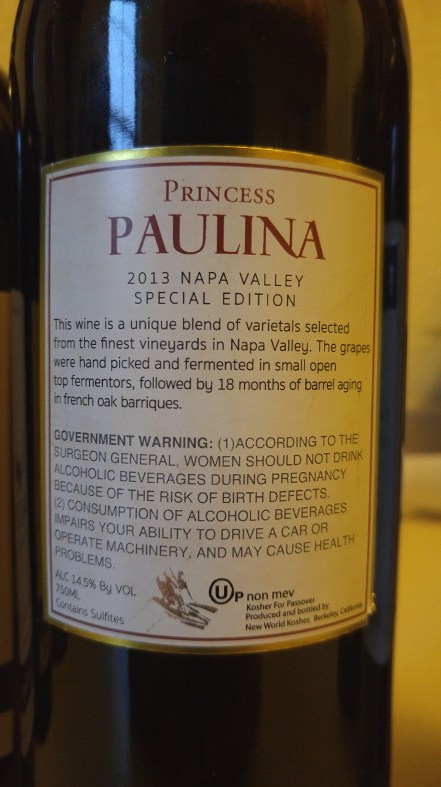 PRINCESS
PAULINA
2013 NAPA VALLEY
SPECIAL EDITION
This wine is a unique blend of varietals selected
from the finest vineyards in Napa Valley. The grapes
were hand picked and fermented in small open
top fermentors, followed by 18 months of barrel aging
in french oak barriques.
GOVERNMENT WARNING: (1)ACCORDING TO THE
SURGEON GENERAL, WOMEN SHOULD NOT DRINK
ALCOHOLIC BEVERAGES DURING PREGNANCY
BECAUSE OF THE RISK OF BIRTH DEFECTS.
(2) CONSUMPTION OF ALCOHOLIC BEVERAGES
IMPAIRS YOUR ABILITY TO DRIVE A CAR OR
OPERATE MACHINERY, AND MAY CAUSE HEALTH
PROBLEMS.
ALC 14.5% By VOL
750ML
Contains Sulfites
U P non mev
Kosher For Passover
Produced and bottled by
New World Kosher, Berkeley, California